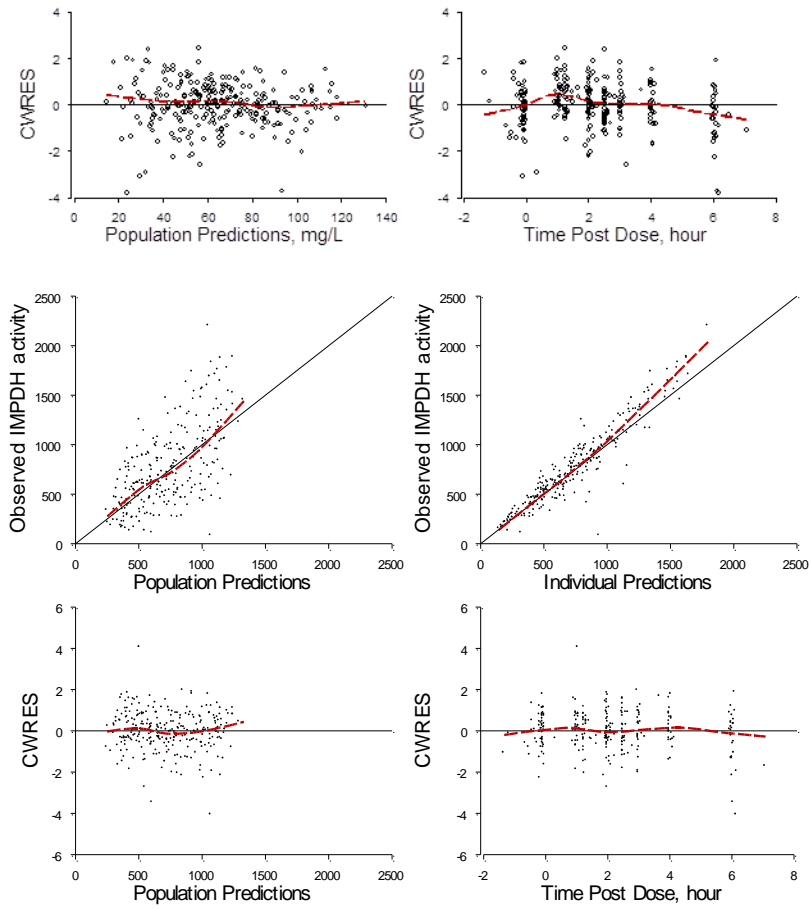 4
2
0
-2
-4
CWRES
0 20 40 60 80 100 120 140
Population Predictions, mg/L
4
2
0
-2
-4
CWRES
-2 0 2 4 6 8
Time Post Dose, hour
2500
2000
1500
1000
500
0
Observed IMPDH activity
0 500 1000 1500 2000 2500
Population Predictions
2500
2000
1500
1000
500
0
Observed IMPDH activity
0 500 1000 1500 2000 2500
Individual Predictions
6
4
2
0
-2
-4
-6
CWRES
0 500 1000 1500 2000 2500
Population Predictions
6
4
2
0
-2
-4
-6
CWRES
-2 0 2 4 6 8
Time Post Dose, hour